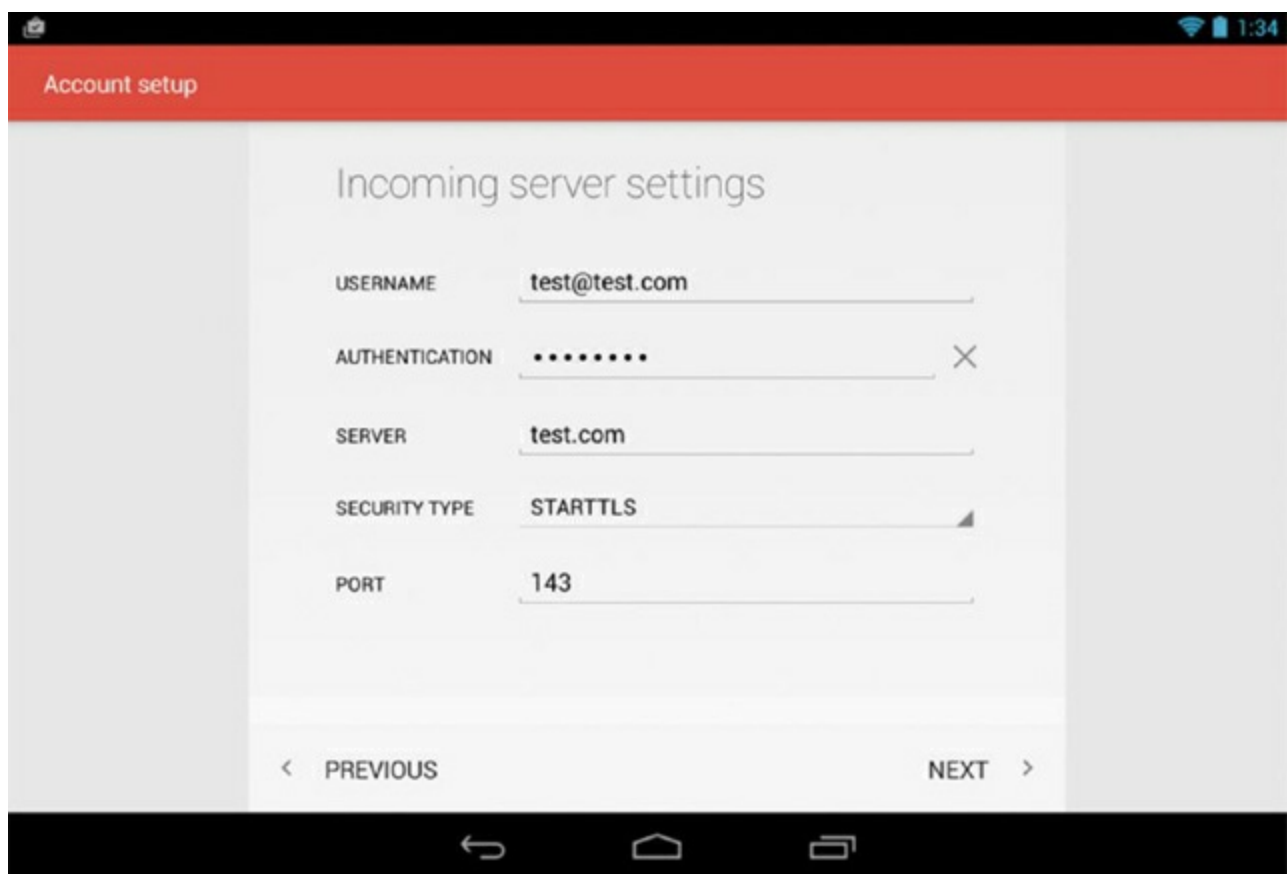 1:34
Account setup
Incoming server settings
USERNAME test@test.com
AUTHENTICATION ••••••••
SERVER test.com
SECURITY TYPE STARTTLS
PORT 143
PREVIOUS NEXT